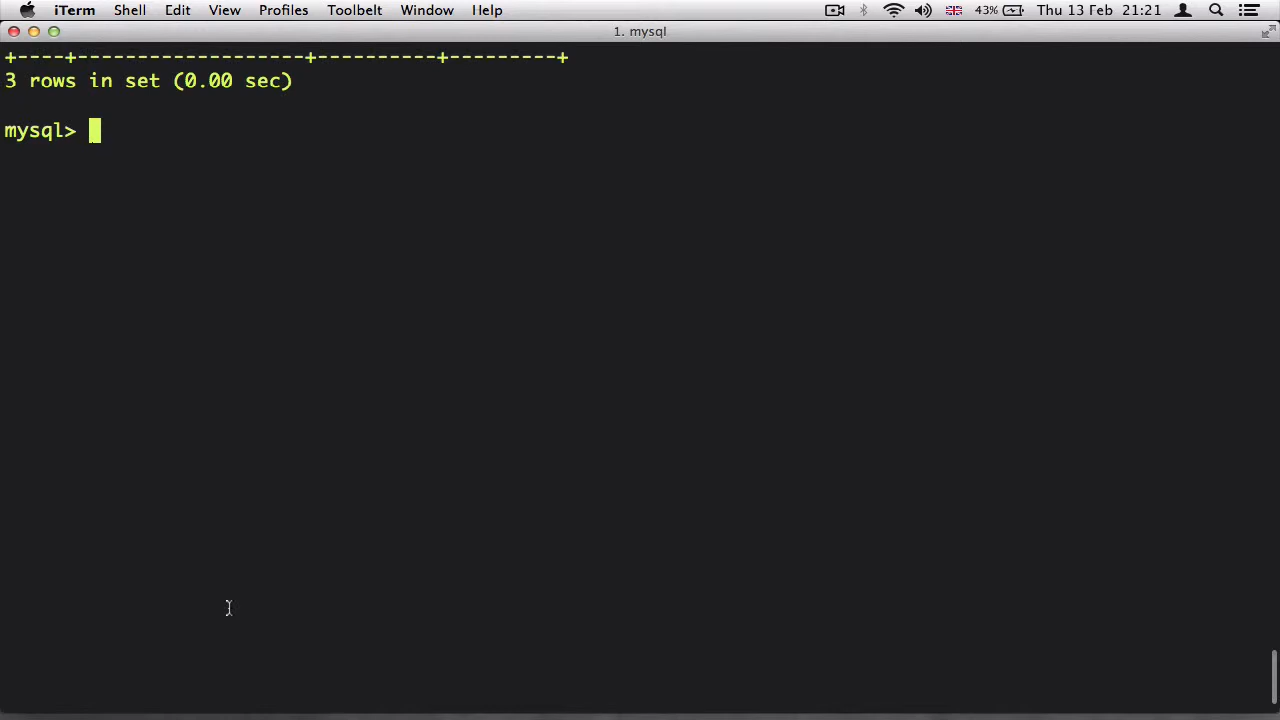 iTerm Shell Edit View Profiles Toolbelt Window Help 43% Thu 13 Feb 21:21
1. mysql
+----+-------------------+----------+---------+
3 rows in set (0.00 sec)
mysql>